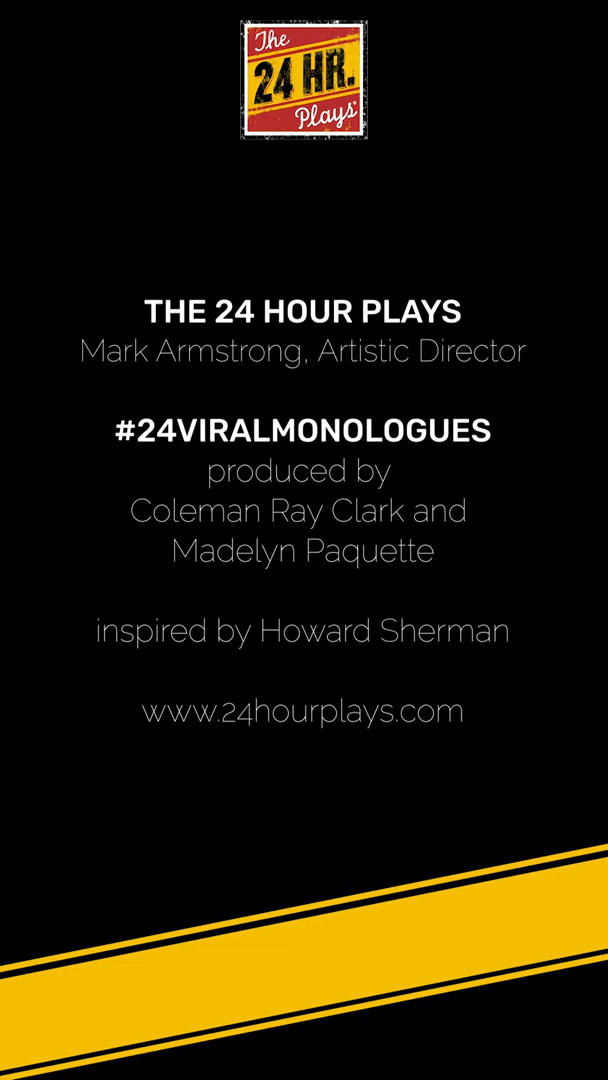 The
24 HR.
Plays®
THE 24 HOUR PLAYS
Mark Armstrong, Artistic Director
#24VIRALMONOLOGUES
produced by
Coleman Ray Clark and
Madelyn Paquette
inspired by Howard Sherman
www.24hourplays.com